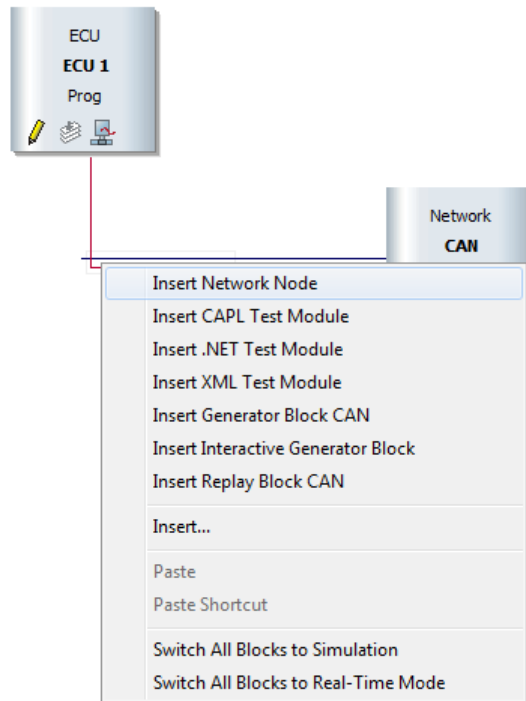 ECU
ECU 1
Prog
Network
CAN
Insert Network Node
Insert CAPL Test Module
Insert .NET Test Module
Insert XML Test Module
Insert Generator Block CAN
Insert Interactive Generator Block
Insert Replay Block CAN
Insert...
Paste
Paste Shortcut
Switch All Blocks to Simulation
Switch All Blocks to Real-Time Mode